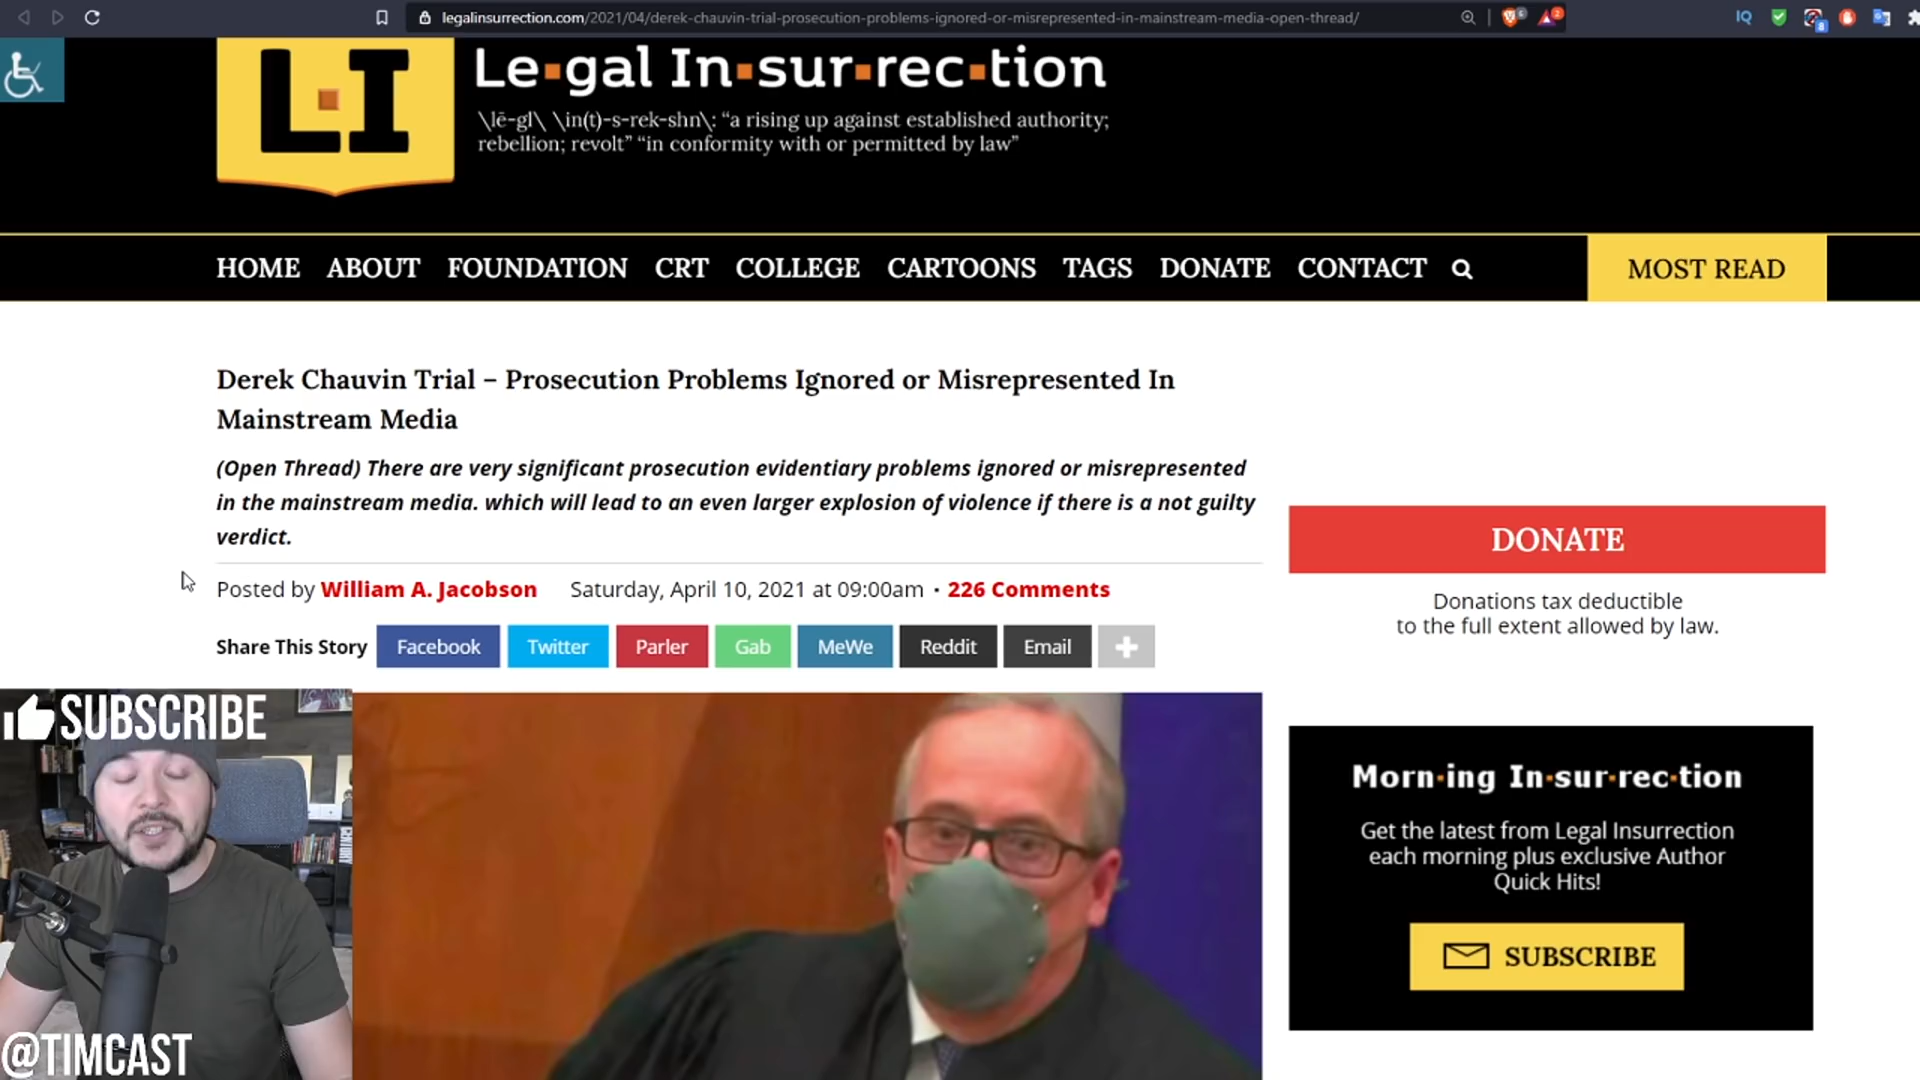 legalinsurrection.com/2021/04/derek-chauvin-trial-prosecution-problems-ignored-or-misrepresented-in-mainstream-media-open-thread/
IQ
LI
Le·gal In·sur·rec·tion
\lē-gl\ \in(t)-s-rek-shn\: “a rising up against established authority;
rebellion; revolt” “in conformity with or permitted by law”
HOME ABOUT FOUNDATION CRT COLLEGE CARTOONS TAGS DONATE CONTACT
MOST READ
Derek Chauvin Trial – Prosecution Problems Ignored or Misrepresented In
Mainstream Media
(Open Thread) There are very significant prosecution evidentiary problems ignored or misrepresented
in the mainstream media. which will lead to an even larger explosion of violence if there is a not guilty
verdict.
Posted by William A. Jacobson Saturday, April 10, 2021 at 09:00am · 226 Comments
Share This Story Facebook Twitter Parler Gab MeWe Reddit Email
DONATE
Donations tax deductible
to the full extent allowed by law.
Morn·ing In·sur·rec·tion
Get the latest from Legal Insurrection
each morning plus exclusive Author
Quick Hits!
SUBSCRIBE
SUBSCRIBE
@TIMCAST